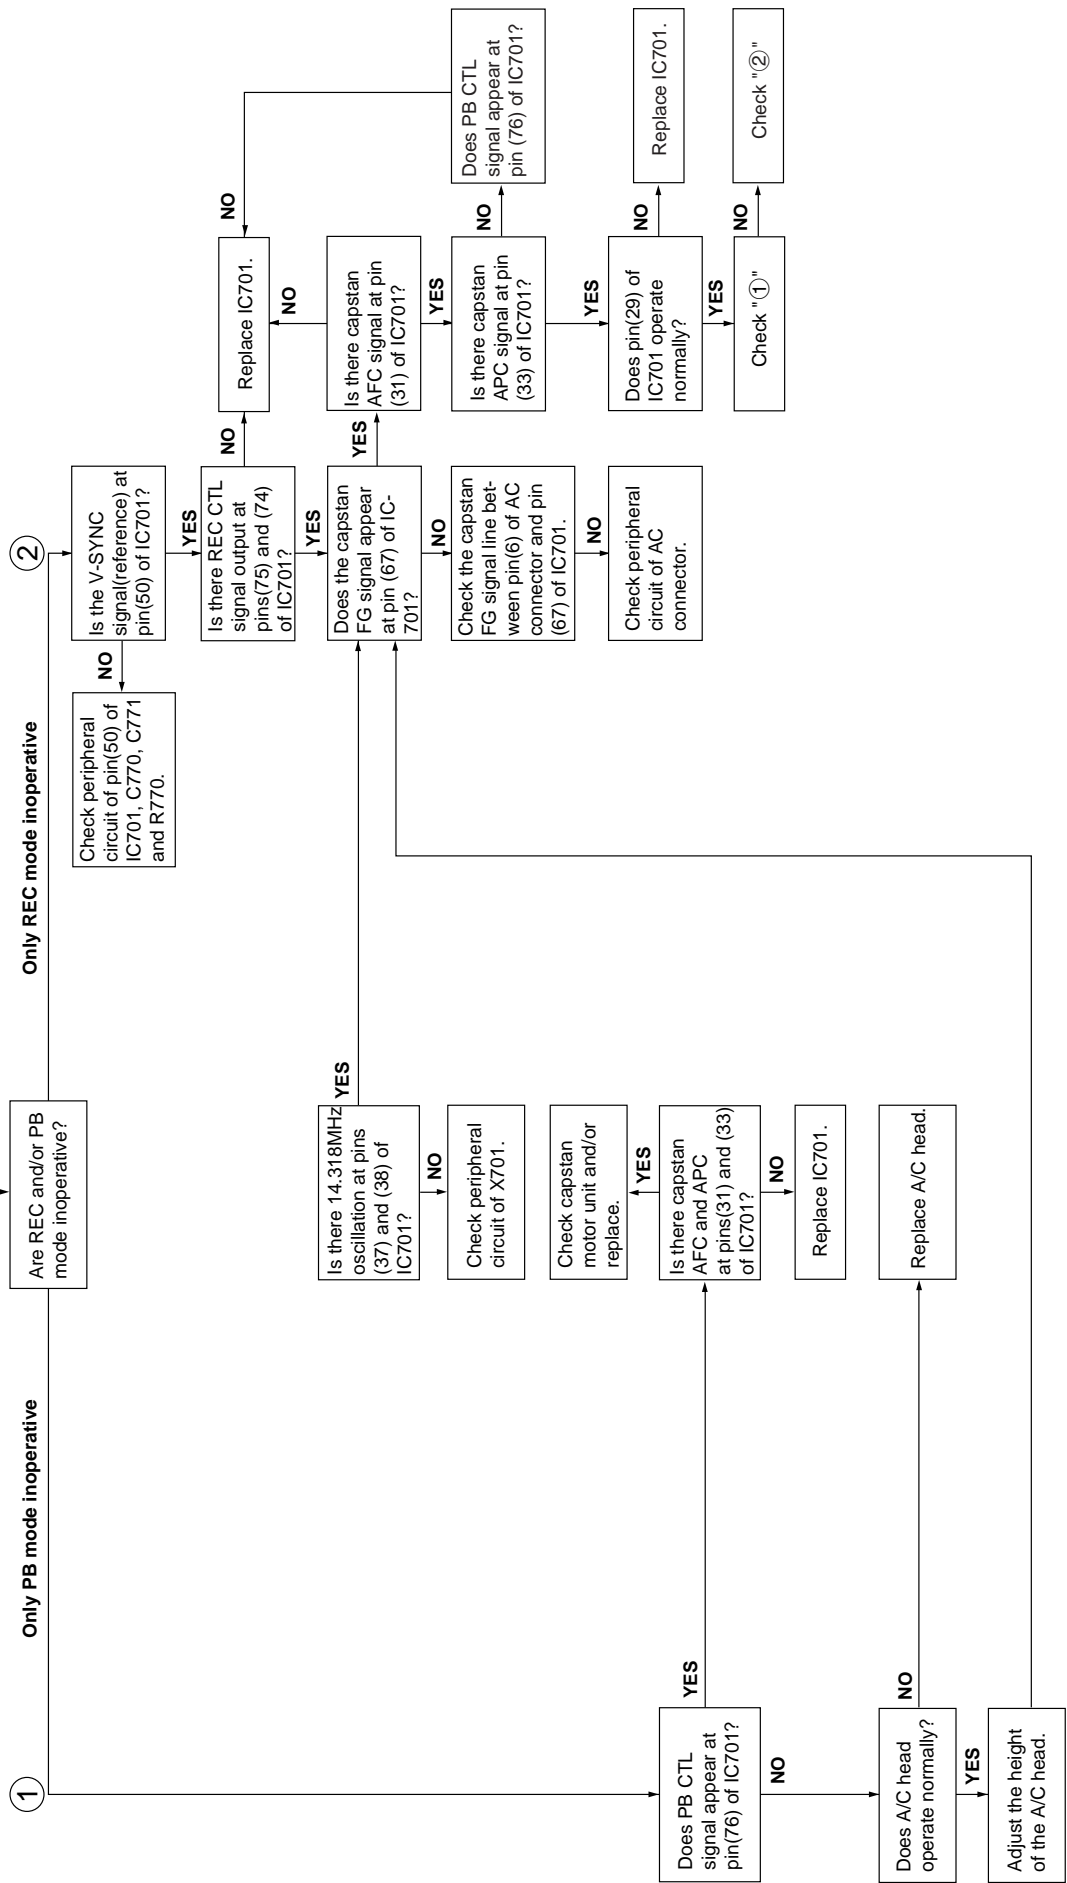 Are REC and/or PB
mode inoperative?
Only PB mode inoperative
Only REC mode inoperative
①
②
Is the V-SYNC
signal(reference) at
pin(50) of IC701?
NO
Check peripheral
circuit of pin(50) of
IC701, C770, C771
and R770.
YES
Is there REC CTL
signal output at
pins(75) and (74)
of IC701?
NO
Replace IC701.
NO
YES
Does the capstan
FG signal appear
at pin (67) of IC-
701?
YES
Is there capstan
AFC signal at pin
(31) of IC701?
NO
YES
NO
Check the capstan
FG signal line bet-
ween pin(6) of AC
connector and pin
(67) of IC701.
NO
Check peripheral
circuit of AC
connector.
Is there capstan
APC signal at pin
(33) of IC701?
NO
Does PB CTL
signal appear at
pin (76) of IC701?
YES
Does pin(29) of
IC701 operate
normally?
NO
Replace IC701.
YES
Check "①"
NO
Check "②"
Is there 14.318MHz
oscillation at pins
(37) and (38) of
IC701?
YES
NO
Check peripheral
circuit of X701.
Check capstan
motor unit and/or
replace.
YES
Does PB CTL
signal appear at
pin(76) of IC701?
YES
Is there capstan
AFC and APC
at pins(31) and (33)
of IC701?
NO
Replace IC701.
NO
Does A/C head
operate normally?
NO
Replace A/C head.
YES
Adjust the height
of the A/C head.